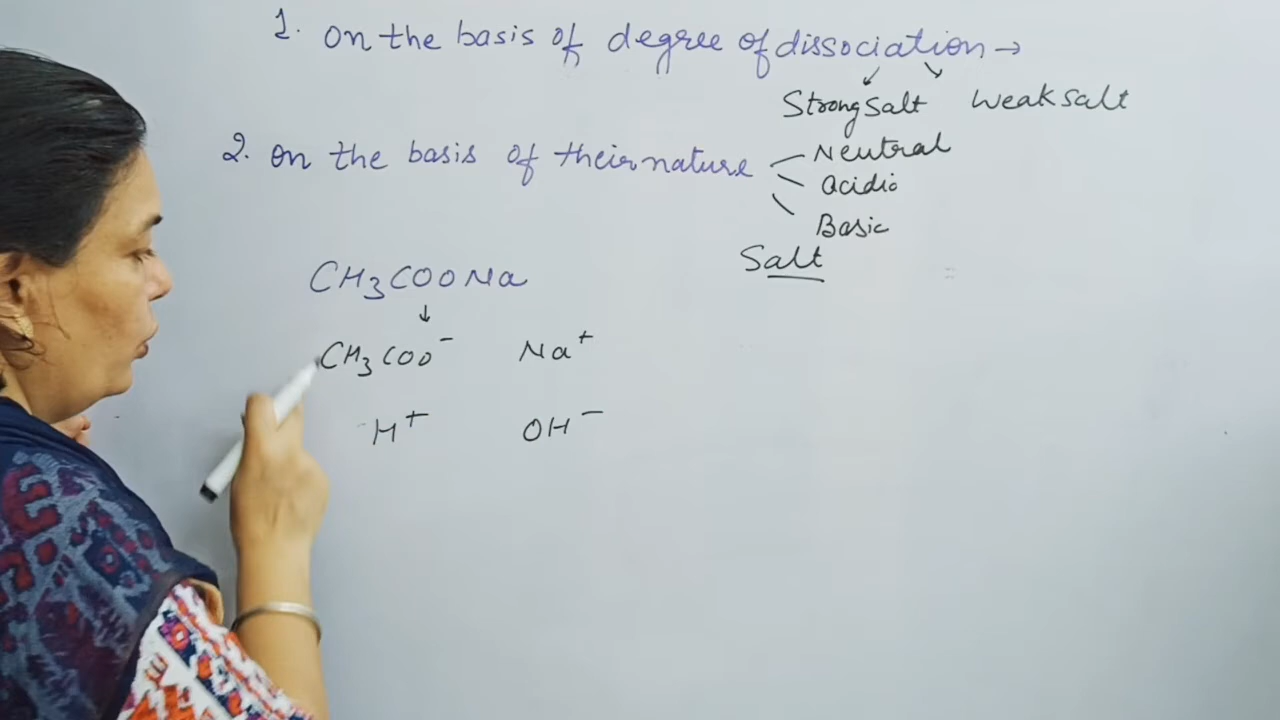 1. On the basis of degree of dissociation →
↙ ↘
Strong Salt Weak salt
2. On the basis of their nature
Neutral
acidic
Basic
Salt
CH3COONa
↓
CH3COO⁻ Na⁺
H⁺ OH⁻